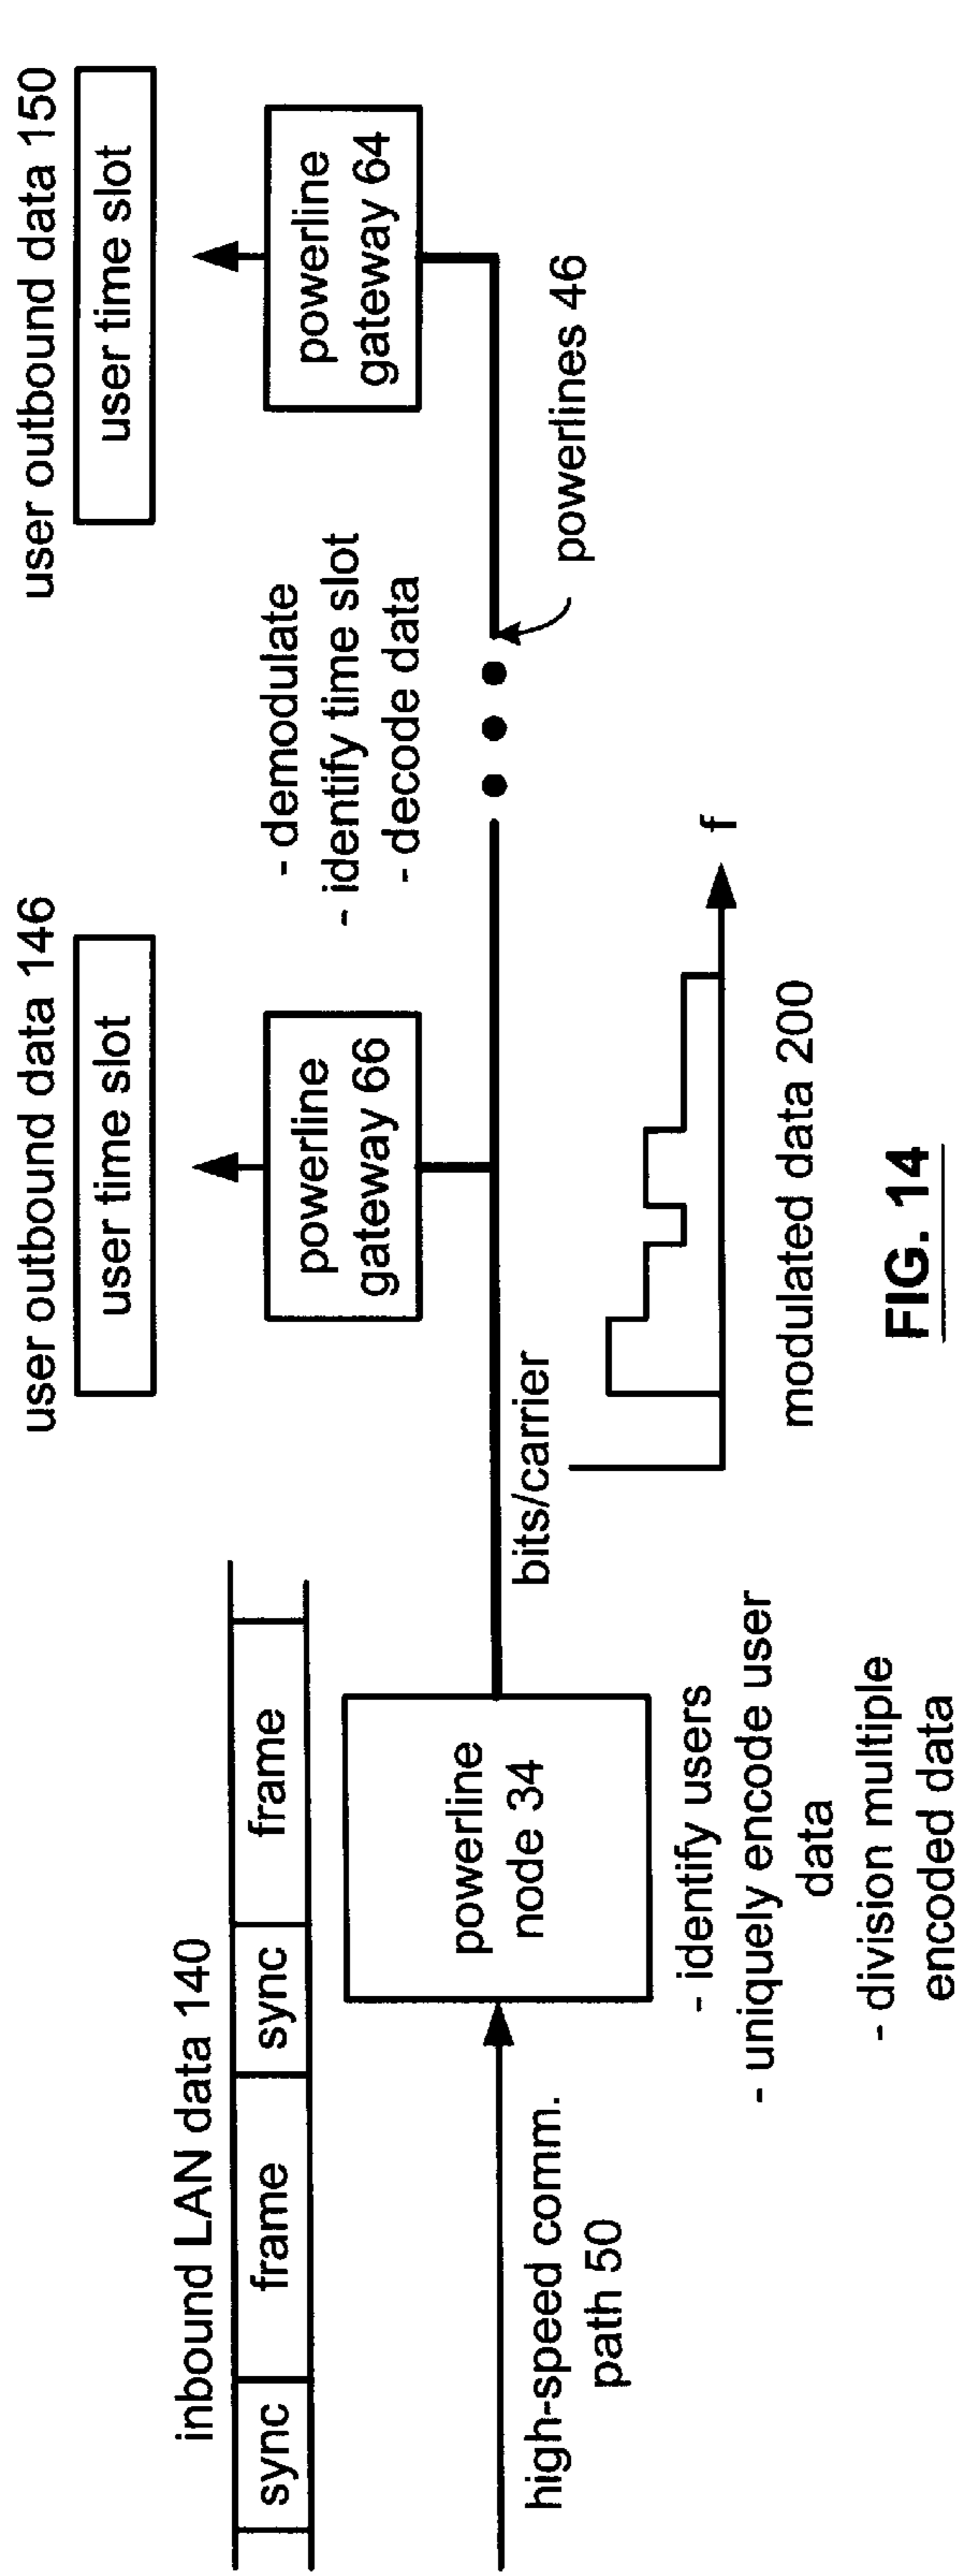 inbound LAN data 140
sync
frame
sync
frame
high-speed comm.
path 50
powerline
node 34
- identify users
- uniquely encode user
data
- division multiple
encoded data
user outbound data 146
user time slot
powerline
gateway 66
bits/carrier
f
modulated data 200
- demodulate
- identify time slot
- decode data
powerlines 46
user outbound data 150
user time slot
powerline
gateway 64
FIG. 14